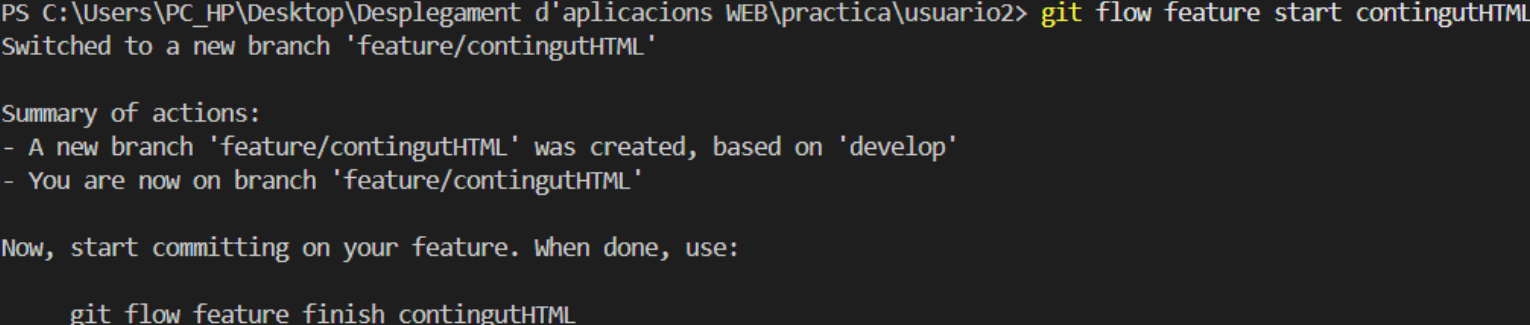 PS C:\Users\PC_HP\Desktop\Desplegament d'aplicacions WEB\practica\usuario2> git flow feature start contingutHTML
Switched to a new branch 'feature/contingutHTML'
Summary of actions:
- A new branch 'feature/contingutHTML' was created, based on 'develop'
- You are now on branch 'feature/contingutHTML'
Now, start committing on your feature. When done, use:
git flow feature finish contingutHTML